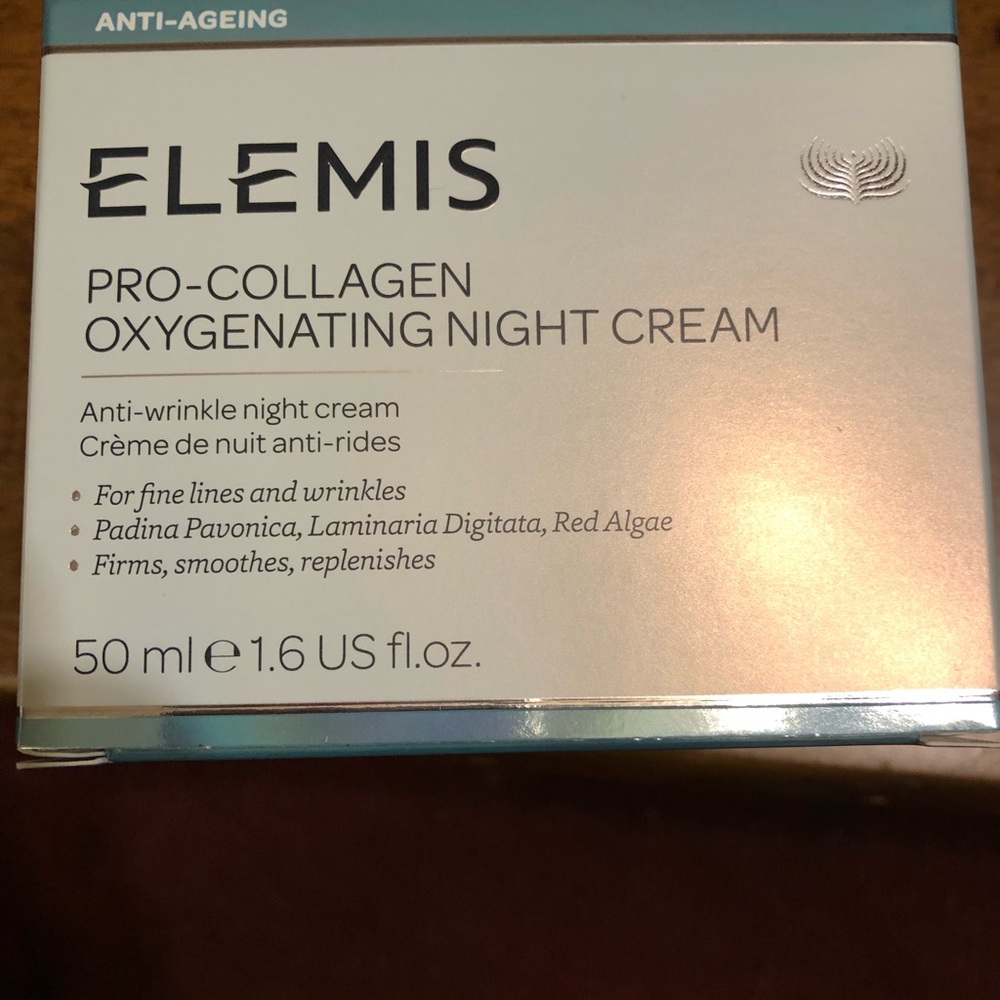 ANTI-AGEING
ELEMIS
PRO-COLLAGEN
OXYGENATING NIGHT CREAM
Anti-wrinkle night cream
Crème de nuit anti-rides
• For fine lines and wrinkles
• Padina Pavonica, Laminaria Digitata, Red Algae
• Firms, smoothes, replenishes
50 ml ℮ 1.6 US fl.oz.